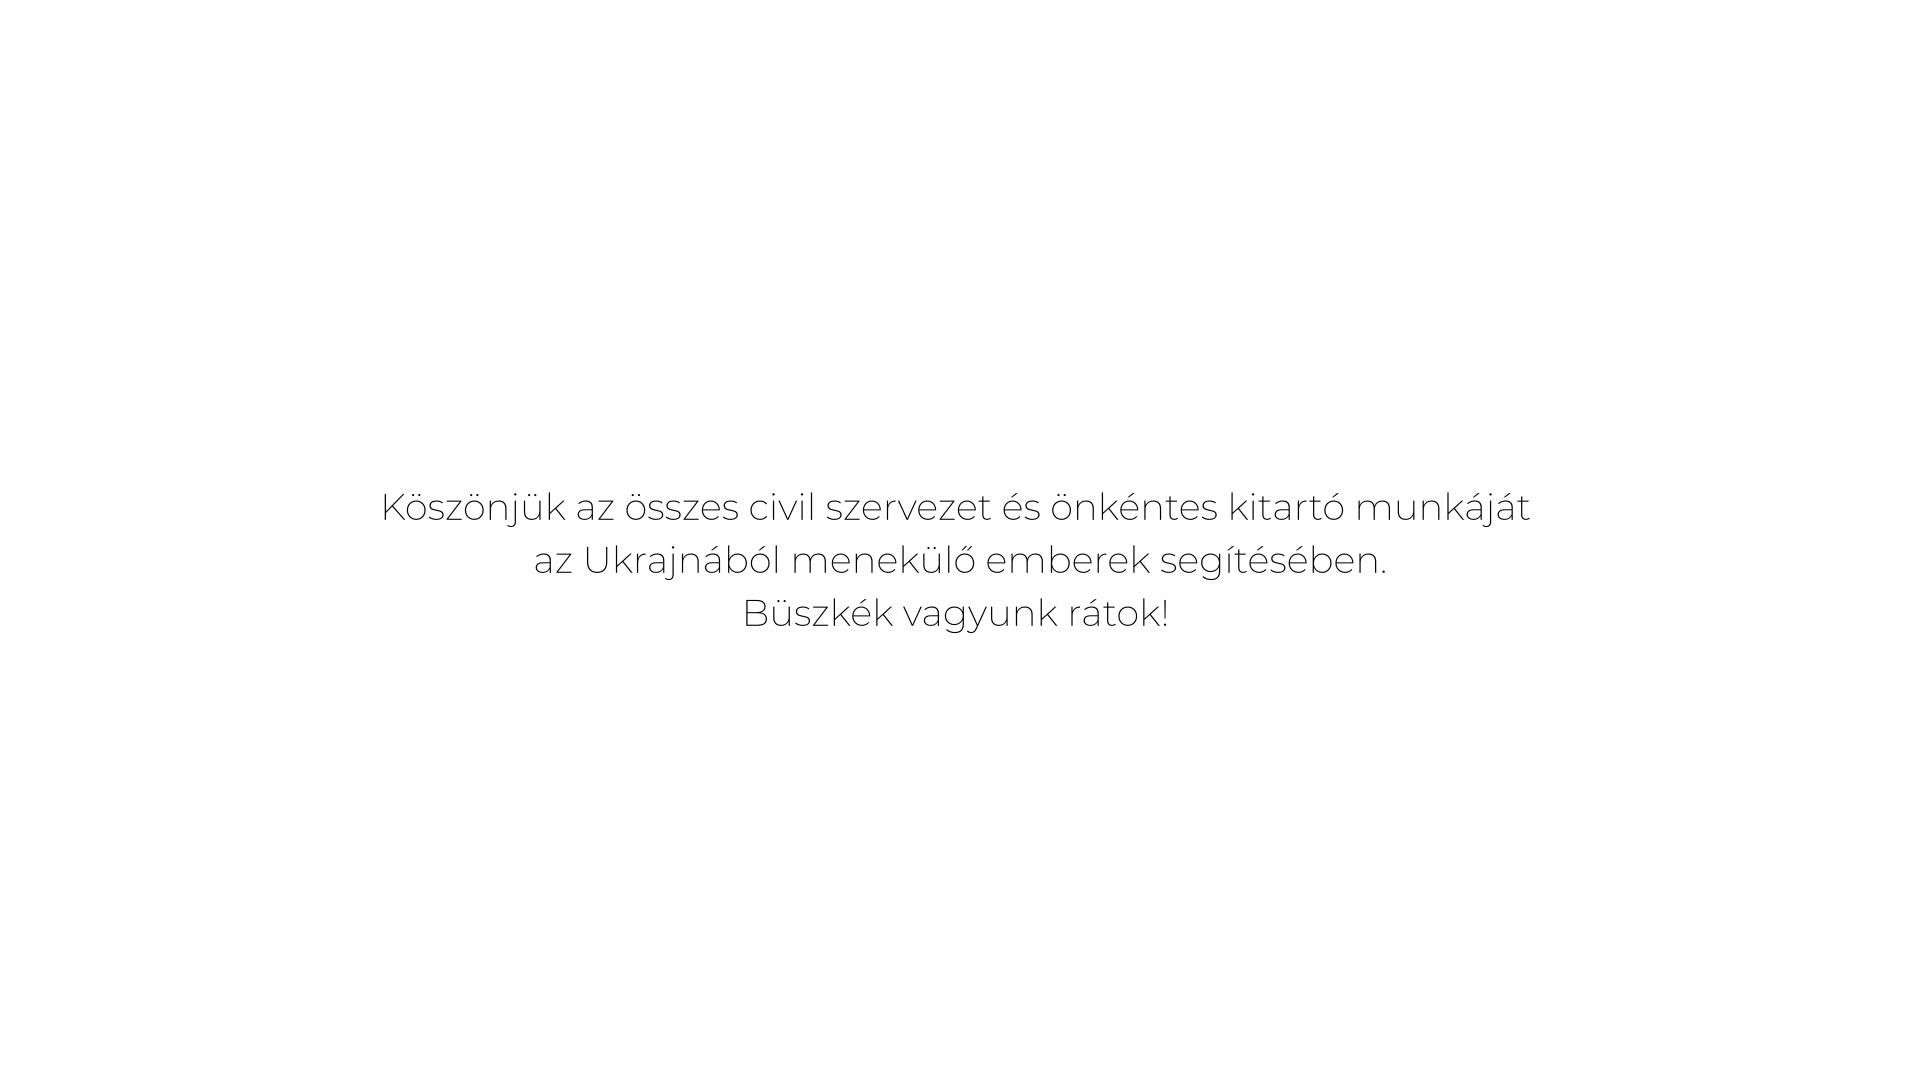 Köszönjük az összes civil szervezet és önkéntes kitartó munkáját
az Ukrajnából menekülő emberek segítésében.
Büszkék vagyunk rátok!